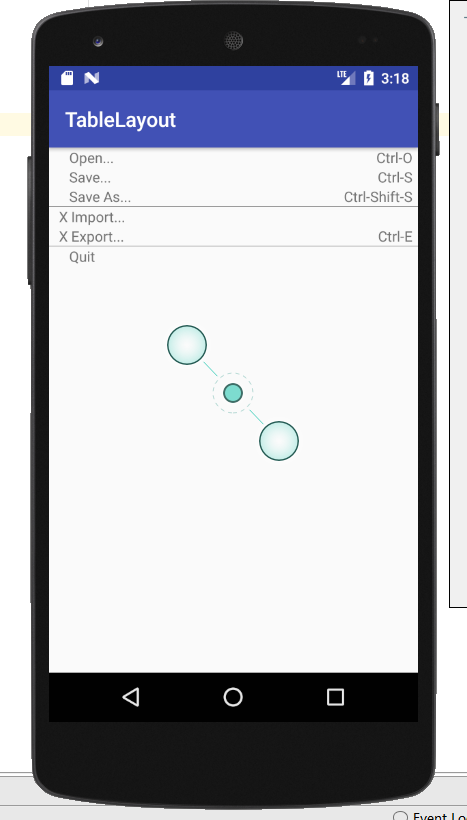 LTE 3:18
TableLayout
Open... Ctrl-O
Save... Ctrl-S
Save As... Ctrl-Shift-S
X Import...
X Export... Ctrl-E
Quit
Event Lo